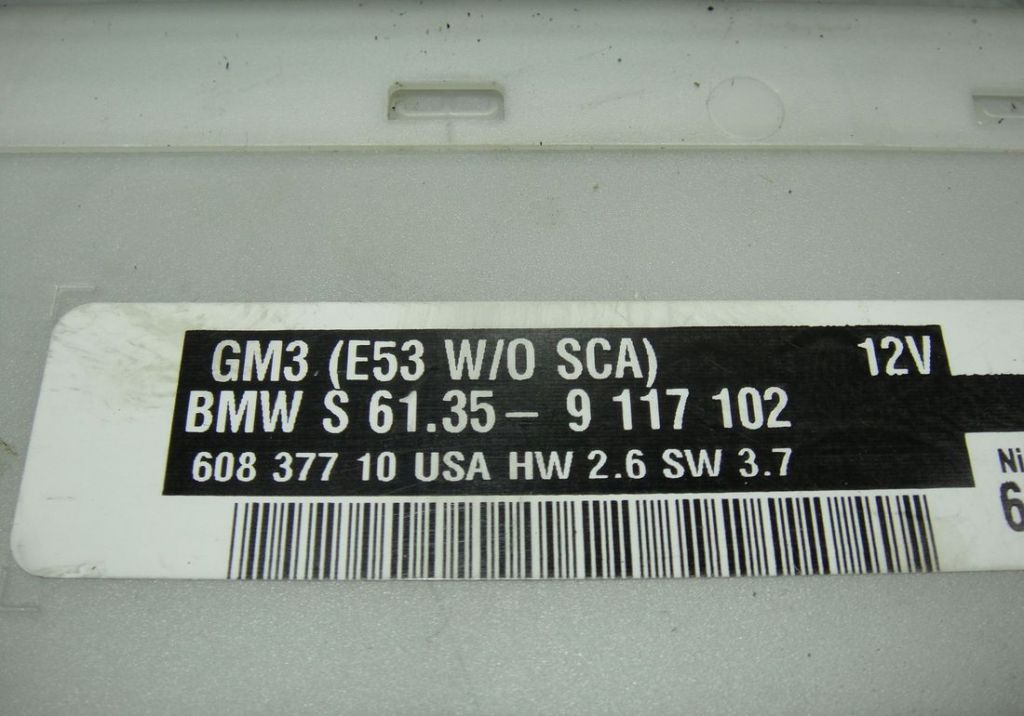 GM3 (E53 W/O SCA) 12V
BMW S 61.35 – 9 117 102
608 377 10 USA HW 2.6 SW 3.7